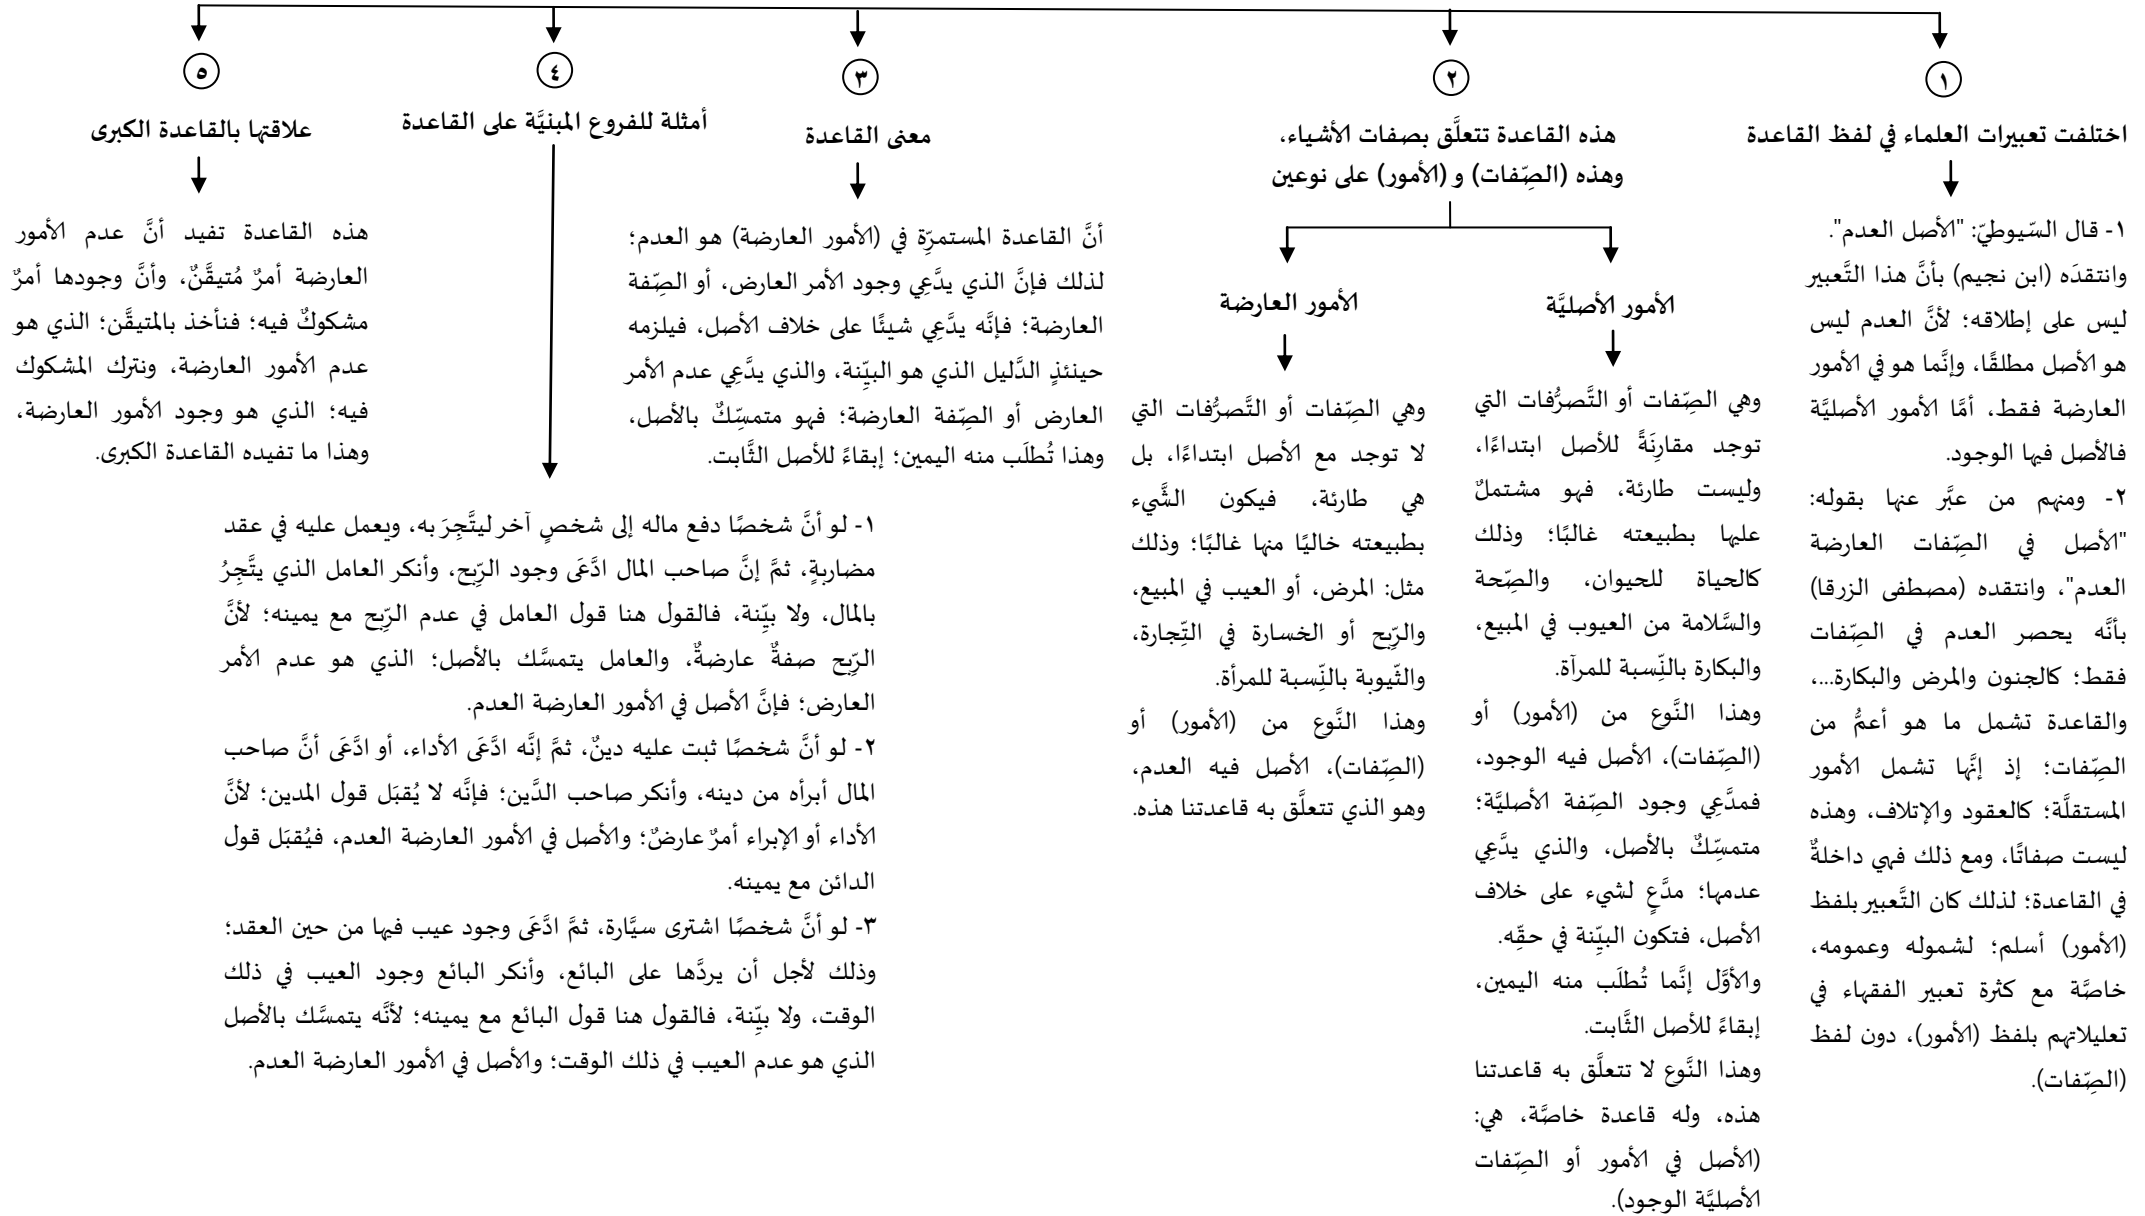 ١
اختلفت تعبيرات العلماء في لفظ القاعدة
١- قال السّيوطيّ: "الأصل العدم".
وانتقدَه (ابن نجيم) بأنَّ هذا التَّعبير
ليس على إطلاقه؛ لأنَّ العدم ليس
هو الأصل مطلقًا، وإنَّما هو في الأمور
العارضة فقط، أمَّا الأمور الأصليَّة
فالأصل فيها الوجود.
٢- ومنهم من عبَّر عنها بقوله:
"الأصل في الصِّفات العارضة
العدم"، وانتقده (مصطفى الزرقا)
بأنَّه يحصر العدم في الصِّفات
فقط؛ كالجنون والمرض والبكارة...،
والقاعدة تشمل ما هو أعمُّ من
الصِّفات؛ إذ إنَّها تشمل الأمور
المستقلَّة؛ كالعقود والإتلاف، وهذه
ليست صفاتًا، ومع ذلك فهي داخلةٌ
في القاعدة؛ لذلك كان التَّعبير بلفظ
(الأمور) أسلم؛ لشموله وعمومه،
خاصَّة مع كثرة تعبير الفقهاء في
تعليلاتهم بلفظ (الأمور)، دون لفظ
(الصِّفات).
٢
هذه القاعدة تتعلَّق بصفات الأشياء،
وهذه (الصِّفات) و (الأمور) على نوعين
الأمور الأصليَّة
وهي الصِّفات أو التَّصرُّفات التي
توجد مقارِنَةً للأصل ابتداءًا،
وليست طارئة، فهو مشتملٌ
عليها بطبيعته غالبًا؛ وذلك
كالحياة للحيوان، والصِّحة
والسَّلامة من العيوب في المبيع،
والبكارة بالنِّسبة للمرآة.
وهذا النَّوع من (الأمور) أو
(الصِّفات)، الأصل فيه الوجود،
فمدَّعِي وجود الصِّفة الأصليَّة؛
متمسِّكٌ بالأصل، والذي يدَّعِي
عدمها؛ مدَّعٍ لشيء على خلاف
الأصل، فتكون البيِّنة في حقِّه.
والأوَّل إنَّما تُطلَب منه اليمين،
إبقاءً للأصل الثَّابت.
وهذا النَّوع لا تتعلَّق به قاعدتنا
هذه، وله قاعدة خاصَّة، هي:
(الأصل في الأمور أو الصِّفات
الأصليَّة الوجود).
الأمور العارضة
وهي الصِّفات أو التَّصرُّفات التي
لا توجد مع الأصل ابتداءًا، بل
هي طارئة، فيكون الشَّيء
بطبيعته خاليًا منها غالبًا؛ وذلك
مثل: المرض، أو العيب في المبيع،
والرِّبح أو الخسارة في التِّجارة،
والثّيوبة بالنِّسبة للمرأة.
وهذا النَّوع من (الأمور) أو
(الصِّفات)، الأصل فيه العدم،
وهو الذي تتعلَّق به قاعدتنا هذه.
٣
معنى القاعدة
أنَّ القاعدة المستمرِّة في (الأمور العارضة) هو العدم؛
لذلك فإنَّ الذي يدَّعِي وجود الأمر العارض، أو الصِّفة
العارضة؛ فإنَّه يدَّعِي شيئًا على خلاف الأصل، فيلزمه
حينئذٍ الدَّليل الذي هو البيِّنة، والذي يدَّعِي عدم الأمر
العارض أو الصِّفة العارضة؛ فهو متمسِّكٌ بالأصل،
وهذا تُطلَب منه اليمين؛ إبقاءً للأصل الثَّابت.
٤
أمثلة للفروع المبنيَّة على القاعدة
١- لو أنَّ شخصًا دفع ماله إلى شخصٍ آخر ليتَّجِرَ به، ويعمل عليه في عقد
مضاربةٍ، ثمَّ إنَّ صاحب المال ادَّعَى وجود الرِّبح، وأنكر العامل الذي يتَّجِرُ
بالمال، ولا بيِّنة، فالقول هنا قول العامل في عدم الرِّبح مع يمينه؛ لأنَّ
الرِّبح صفةٌ عارضةٌ، والعامل يتمسَّك بالأصل؛ الذي هو عدم الأمر
العارض؛ فإنَّ الأصل في الأمور العارضة العدم.
٢- لو أنَّ شخصًا ثبت عليه دينٌ، ثمَّ إنَّه ادَّعَى الأداء، أو ادَّعَى أنَّ صاحب
المال أبرأه من دينه، وأنكر صاحب الدَّين؛ فإنَّه لا يُقبَل قول المدين؛ لأنَّ
الأداء أو الإبراء أمرٌ عارضٌ؛ والأصل في الأمور العارضة العدم، فيُقبَل قول
الدائن مع يمينه.
٣- لو أنَّ شخصًا اشترى سيَّارة، ثمَّ ادَّعَى وجود عيب فيها من حين العقد؛
وذلك لأجل أن يردَّها على البائع، وأنكر البائع وجود العيب في ذلك
الوقت، ولا بيِّنة، فالقول هنا قول البائع مع يمينه؛ لأنَّه يتمسَّك بالأصل
الذي هو عدم العيب في ذلك الوقت؛ والأصل في الأمور العارضة العدم.
٥
علاقتها بالقاعدة الكبرى
هذه القاعدة تفيد أنَّ عدم الأمور
العارضة أمرٌ مُتيقَّنٌ، وأنَّ وجودها أمرٌ
مشكوكٌ فيه؛ فنأخذ بالمتيقَّن؛ الذي هو
عدم الأمور العارضة، ونترك المشكوك
فيه؛ الذي هو وجود الأمور العارضة،
وهذا ما تفيده القاعدة الكبرى.